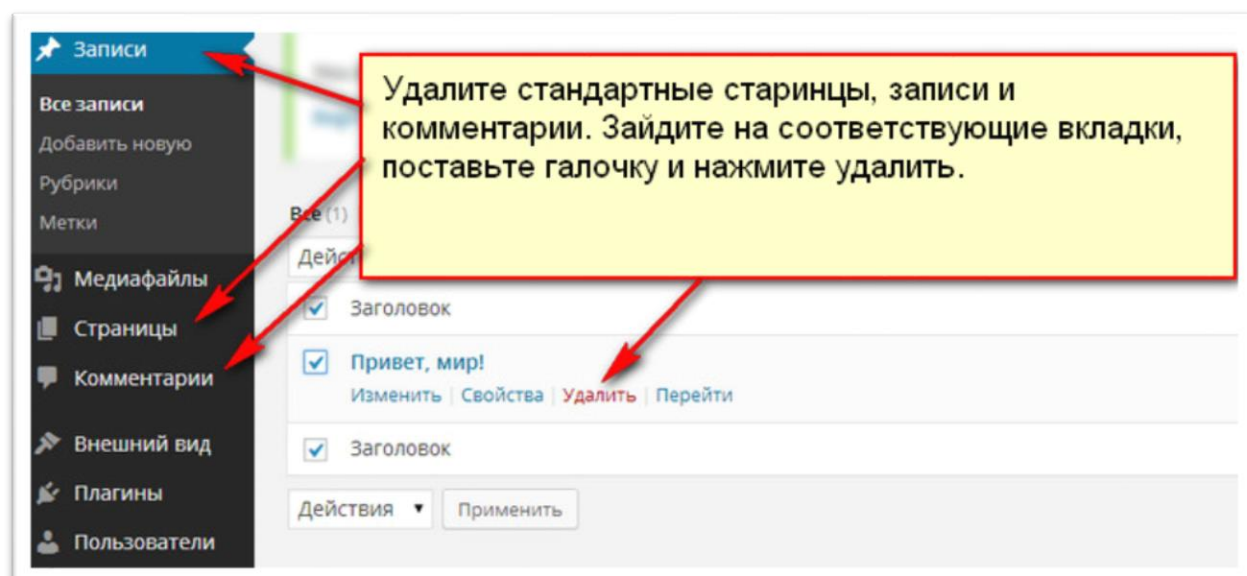 Записи
Все записи
Добавить новую
Рубрики
Метки
Медиафайлы
Страницы
Комментарии
Внешний вид
Плагины
Пользователи
Удалите стандартные старинцы, записи и
комментарии. Зайдите на соответствующие вкладки,
поставьте галочку и нажмите удалить.
Все (1)
Заголовок
Привет, мир!
Изменить | Свойства | Удалить | Перейти
Заголовок
Действия
Применить